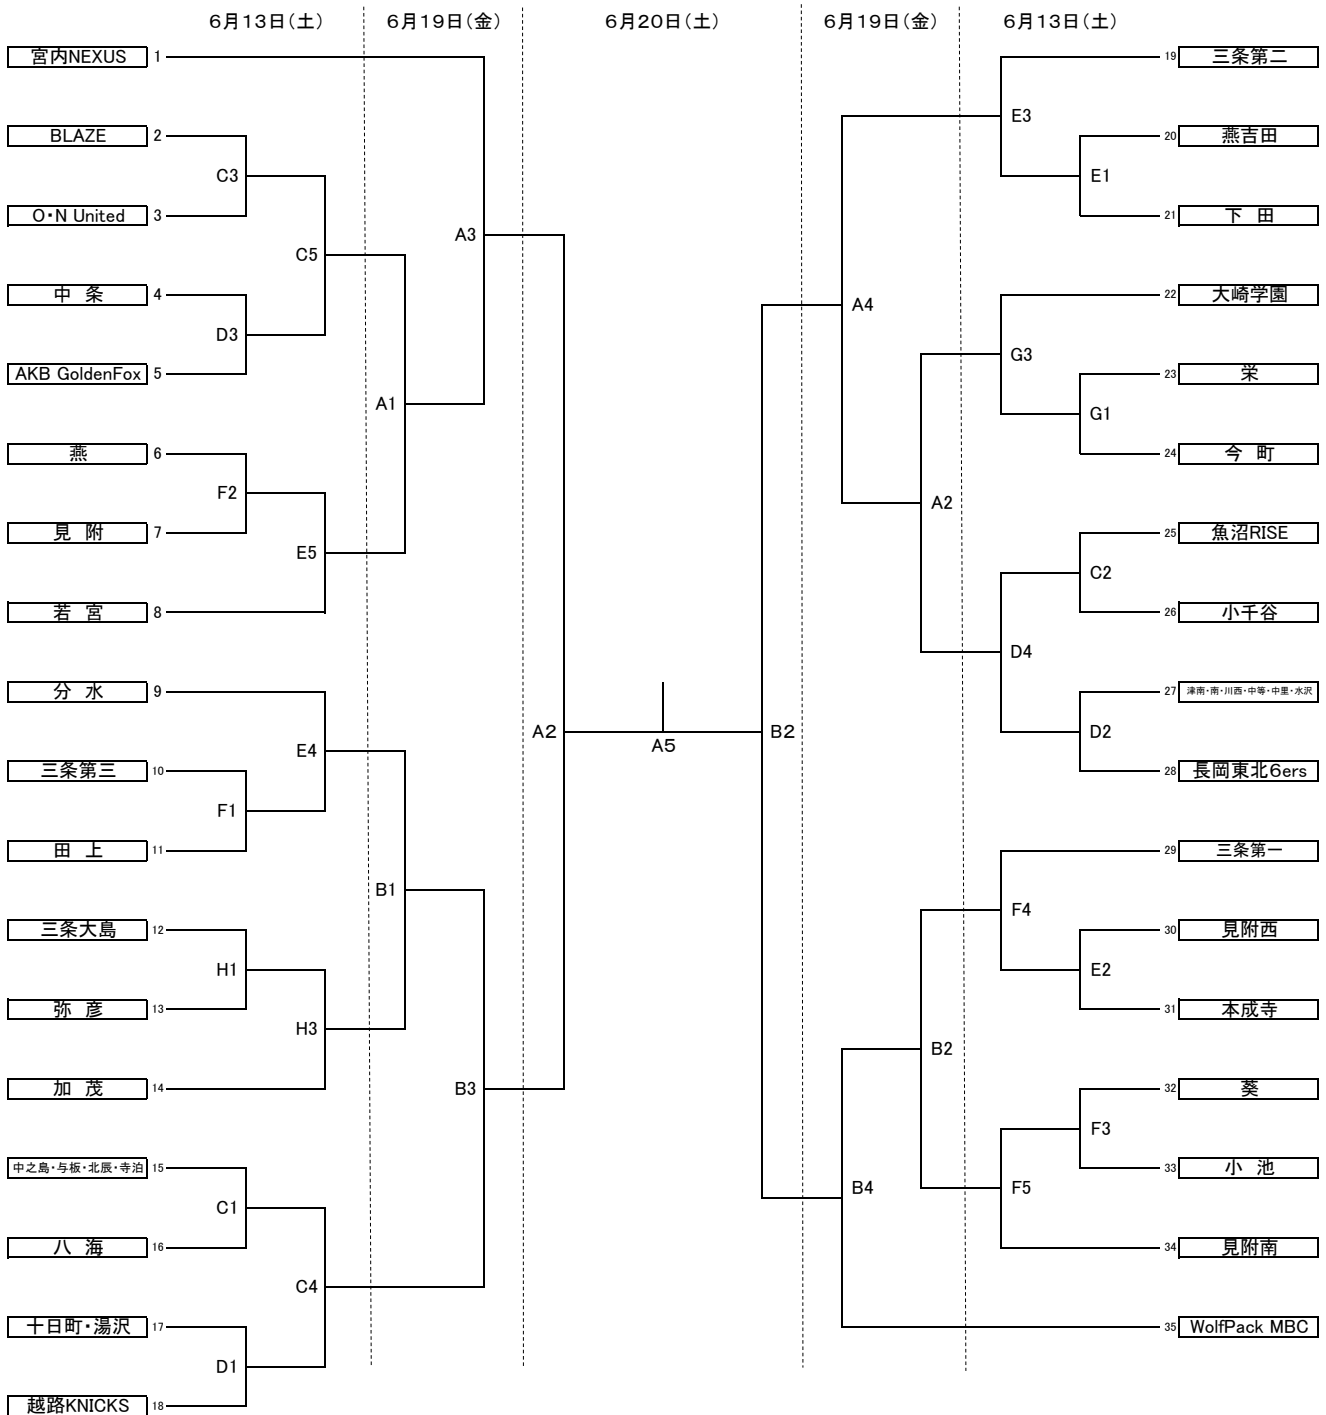 6月13日(土) 6月19日(金) 6月20日(土) 6月19日(金) 6月13日(土)
宮内NEXUS 1
BLAZE 2
C3
O・N United 3
C5
中 条 4
D3
AKB GoldenFox 5
A3
A1
燕 6
F2
見 附 7
E5
若 宮 8
分 水 9
E4
三条第三 10
F1
田 上 11
B1
三条大島 12
H1
弥 彦 13
H3
加 茂 14
B3
中之島・与板・北辰・寺泊 15
C1
八 海 16
C4
十日町・湯沢 17
D1
越路KNICKS 18
A2
A5
B2
19 三条第二
E3
20 燕吉田
E1
21 下 田
A4
22 大崎学園
G3
23 栄
G1
24 今 町
A2
25 魚沼RISE
C2
26 小千谷
D4
27 津南・南・川西・中等・中里・水沢
D2
28 長岡東北6ers
29 三条第一
F4
30 見附西
E2
31 本成寺
B2
32 葵
F3
33 小 池
F5
34 見附南
B4
35 WolfPack MBC